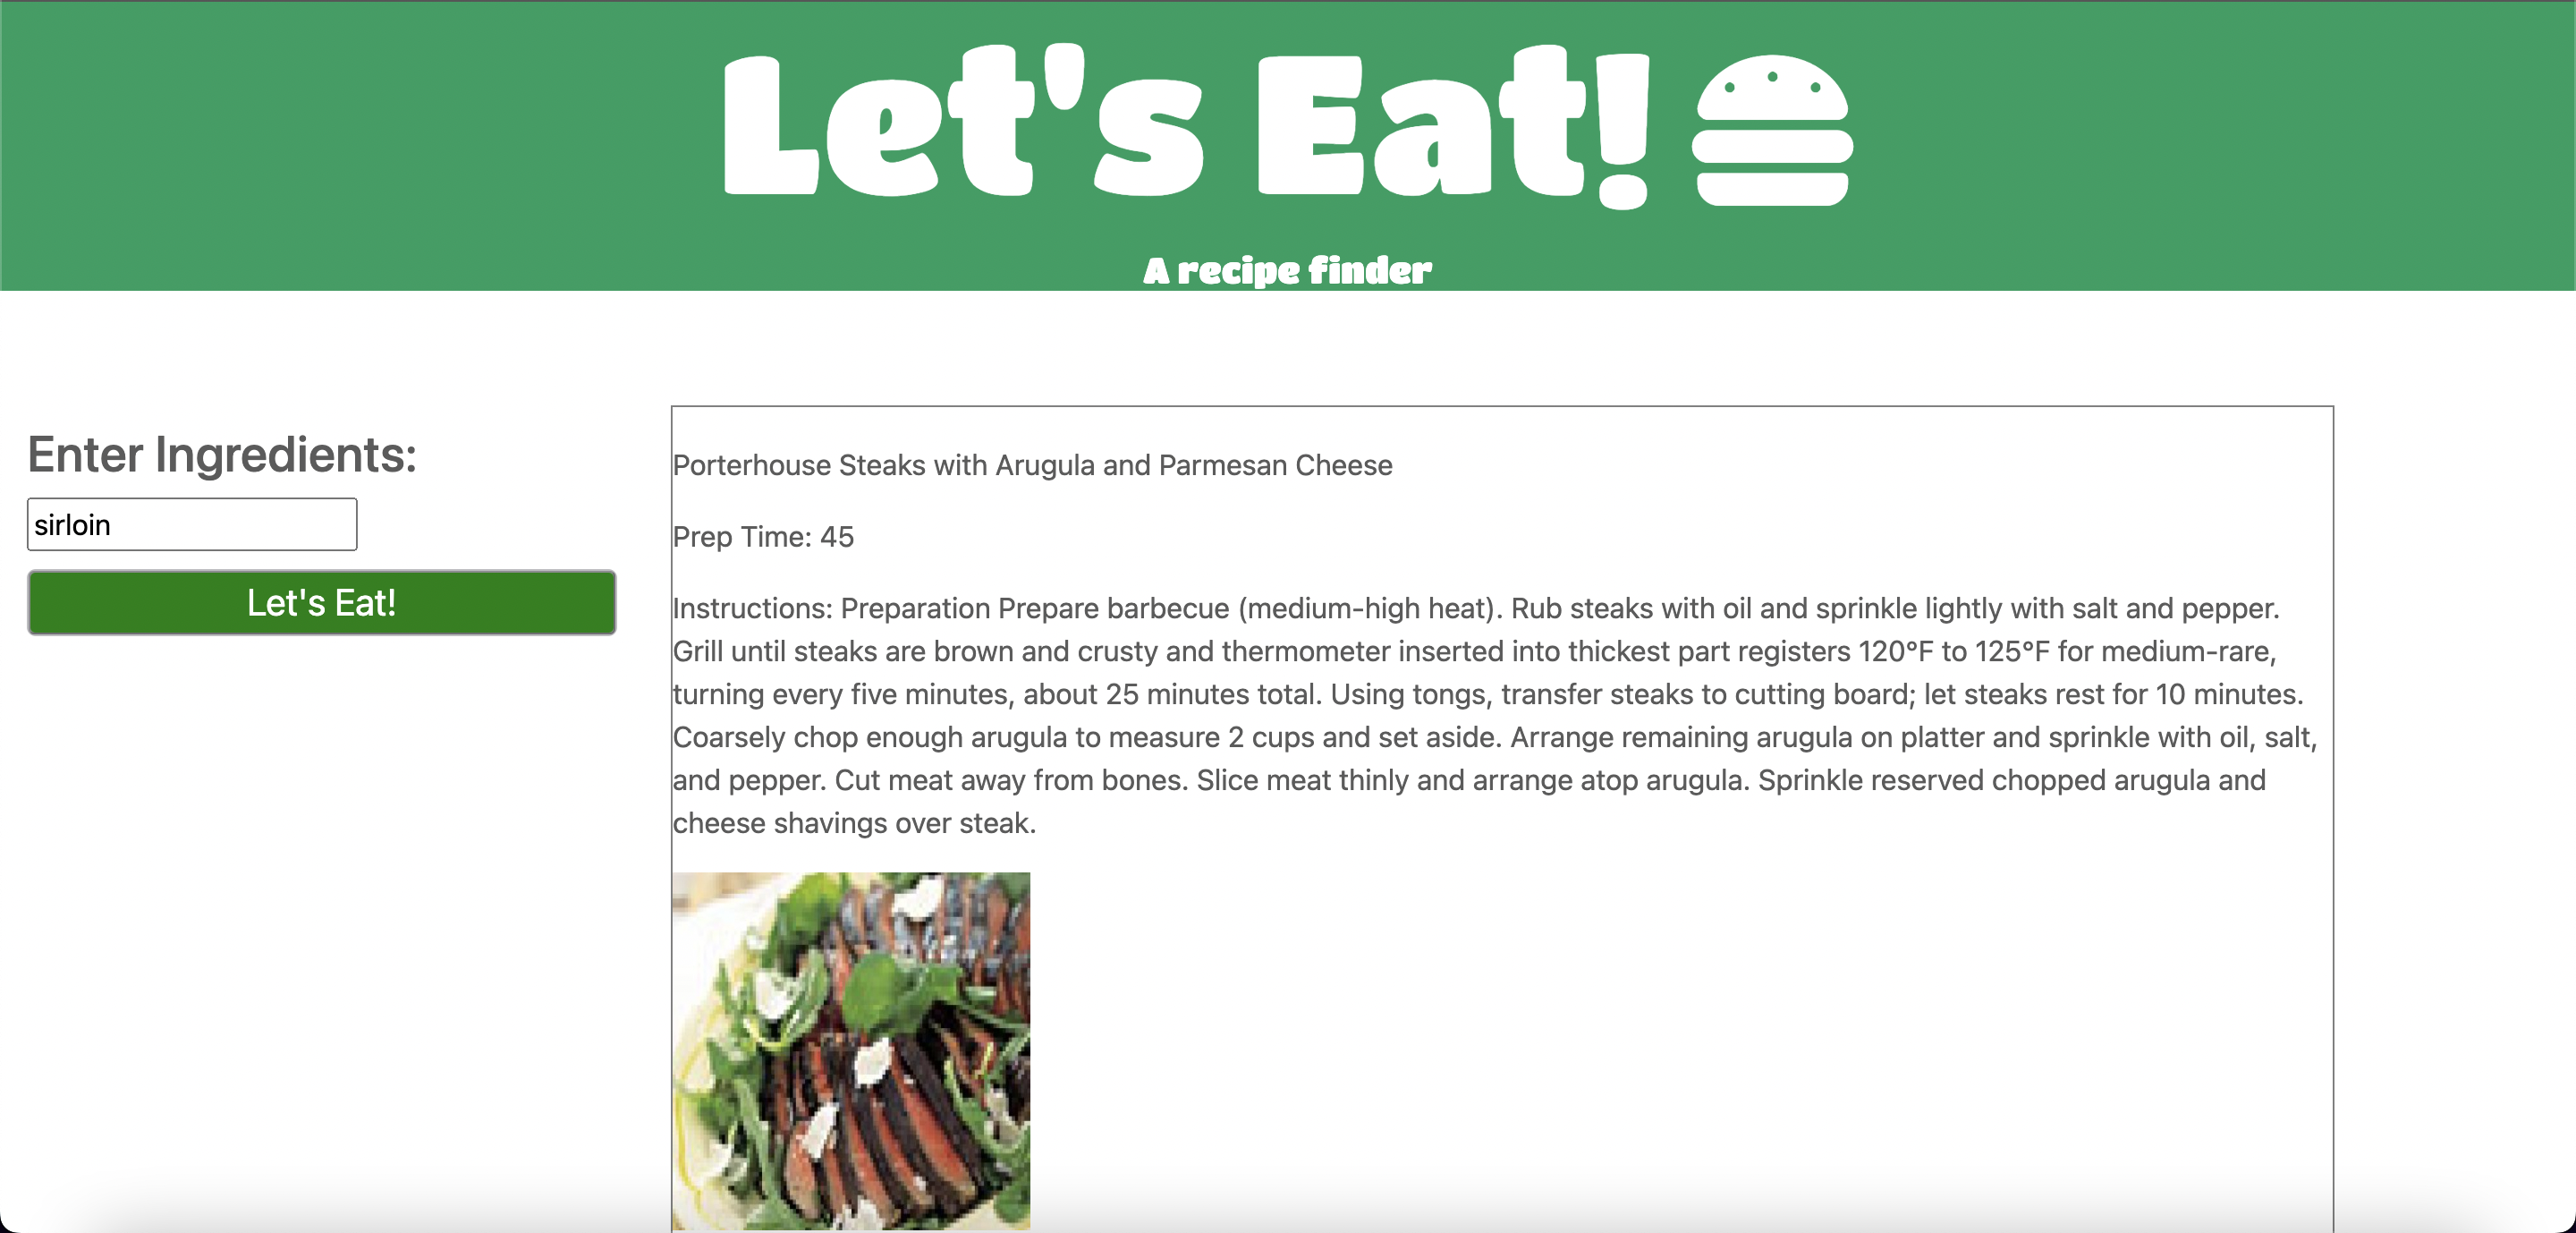 Let's Eat!
A recipe finder
Enter Ingredients:
sirloin
Let's Eat!
Porterhouse Steaks with Arugula and Parmesan Cheese
Prep Time: 45
Instructions: Preparation Prepare barbecue (medium-high heat). Rub steaks with oil and sprinkle lightly with salt and pepper.
Grill until steaks are brown and crusty and thermometer inserted into thickest part registers 120°F to 125°F for medium-rare,
turning every five minutes, about 25 minutes total. Using tongs, transfer steaks to cutting board; let steaks rest for 10 minutes.
Coarsely chop enough arugula to measure 2 cups and set aside. Arrange remaining arugula on platter and sprinkle with oil, salt,
and pepper. Cut meat away from bones. Slice meat thinly and arrange atop arugula. Sprinkle reserved chopped arugula and
cheese shavings over steak.